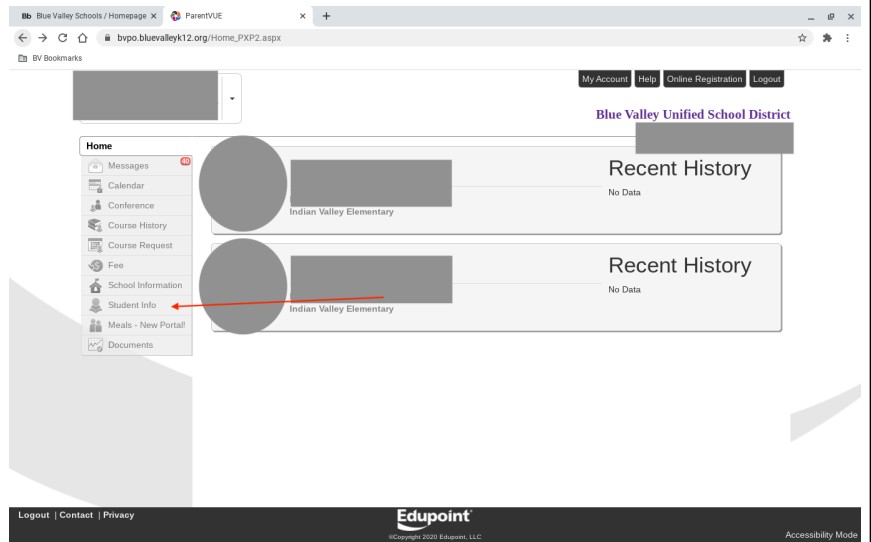 Bb Blue Valley Schools / Homepage
ParentVUE
bvpo.bluevalleyk12.org/Home_PXP2.aspx
BV Bookmarks
My Account Help Online Registration Logout
Blue Valley Unified School District
Home
Messages 40
Calendar
Conference
Course History
Course Request
Fee
School Information
Student Info
Meals - New Portal!
Documents
Indian Valley Elementary
Recent History
No Data
Indian Valley Elementary
Recent History
No Data
Logout | Contact | Privacy
Edupoint
©Copyright 2020 Edupoint, LLC
Accessibility Mode